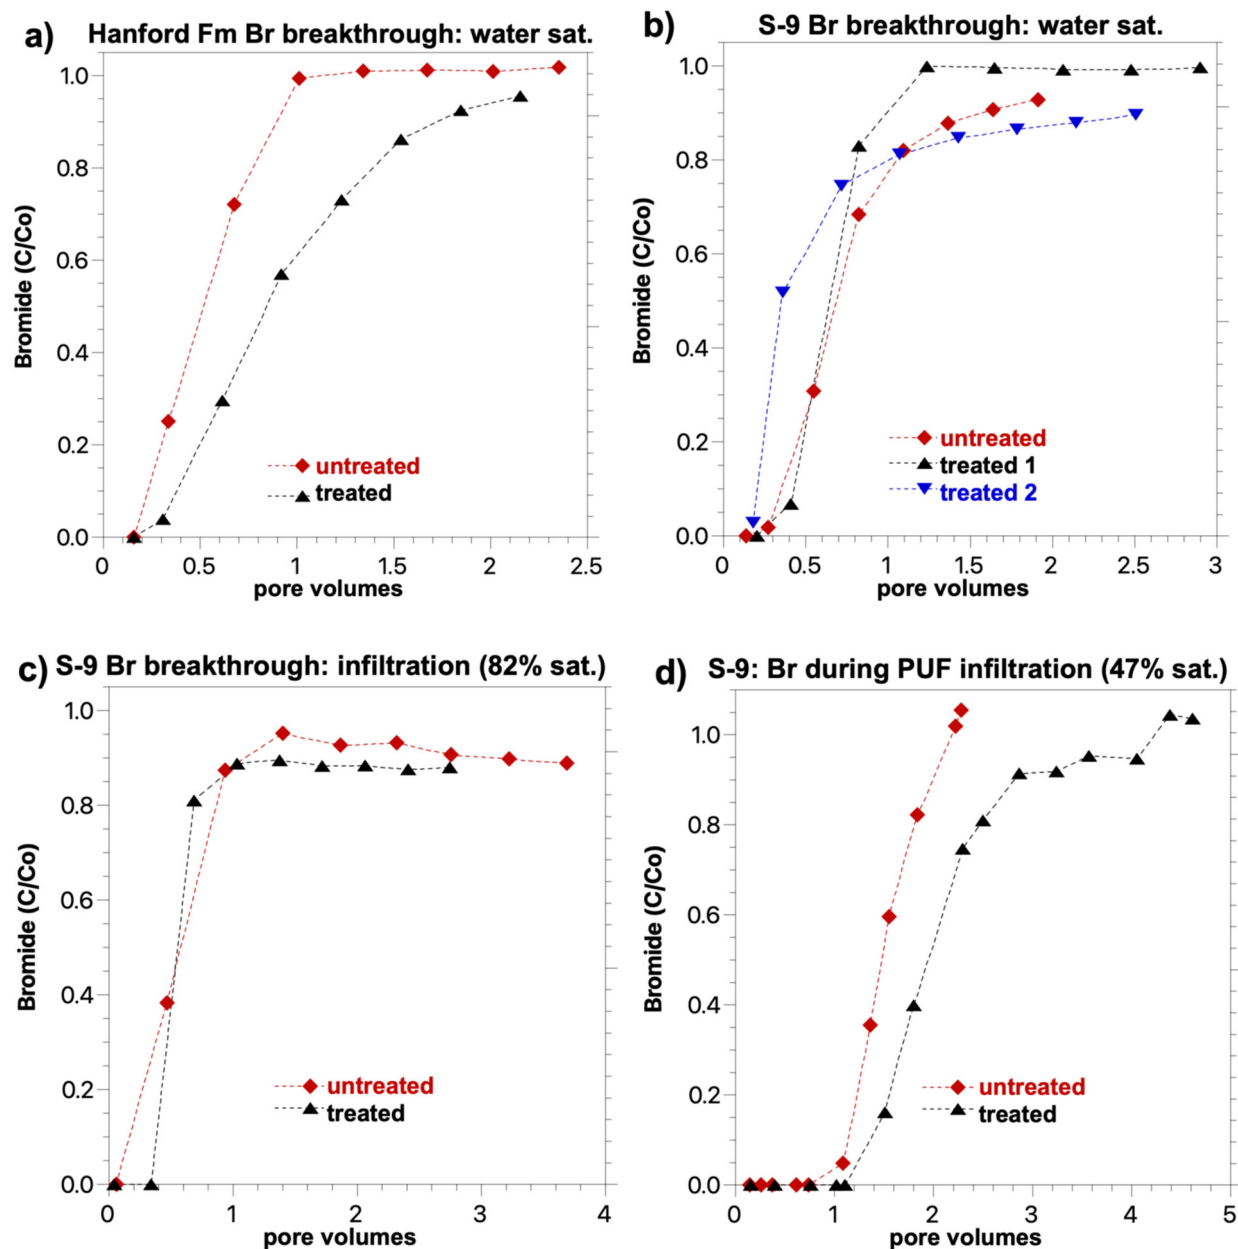 a) Hanford Fm Br breakthrough: water sat.
1.0
0.8
0.6
0.4
0.2
0.0
Bromide (C/Co)
untreated
treated
0 0.5 1 1.5 2 2.5
pore volumes
b) S-9 Br breakthrough: water sat.
1.0
0.8
0.6
0.4
0.2
0.0
Bromide (C/Co)
untreated
treated 1
treated 2
0 0.5 1 1.5 2 2.5 3
pore volumes
c) S-9 Br breakthrough: infiltration (82% sat.)
1.0
0.8
0.6
0.4
0.2
0.0
Bromide (C/Co)
untreated
treated
0 1 2 3 4
pore volumes
d) S-9: Br during PUF infiltration (47% sat.)
1.0
0.8
0.6
0.4
0.2
0.0
Bromide (C/Co)
untreated
treated
0 1 2 3 4 5
pore volumes